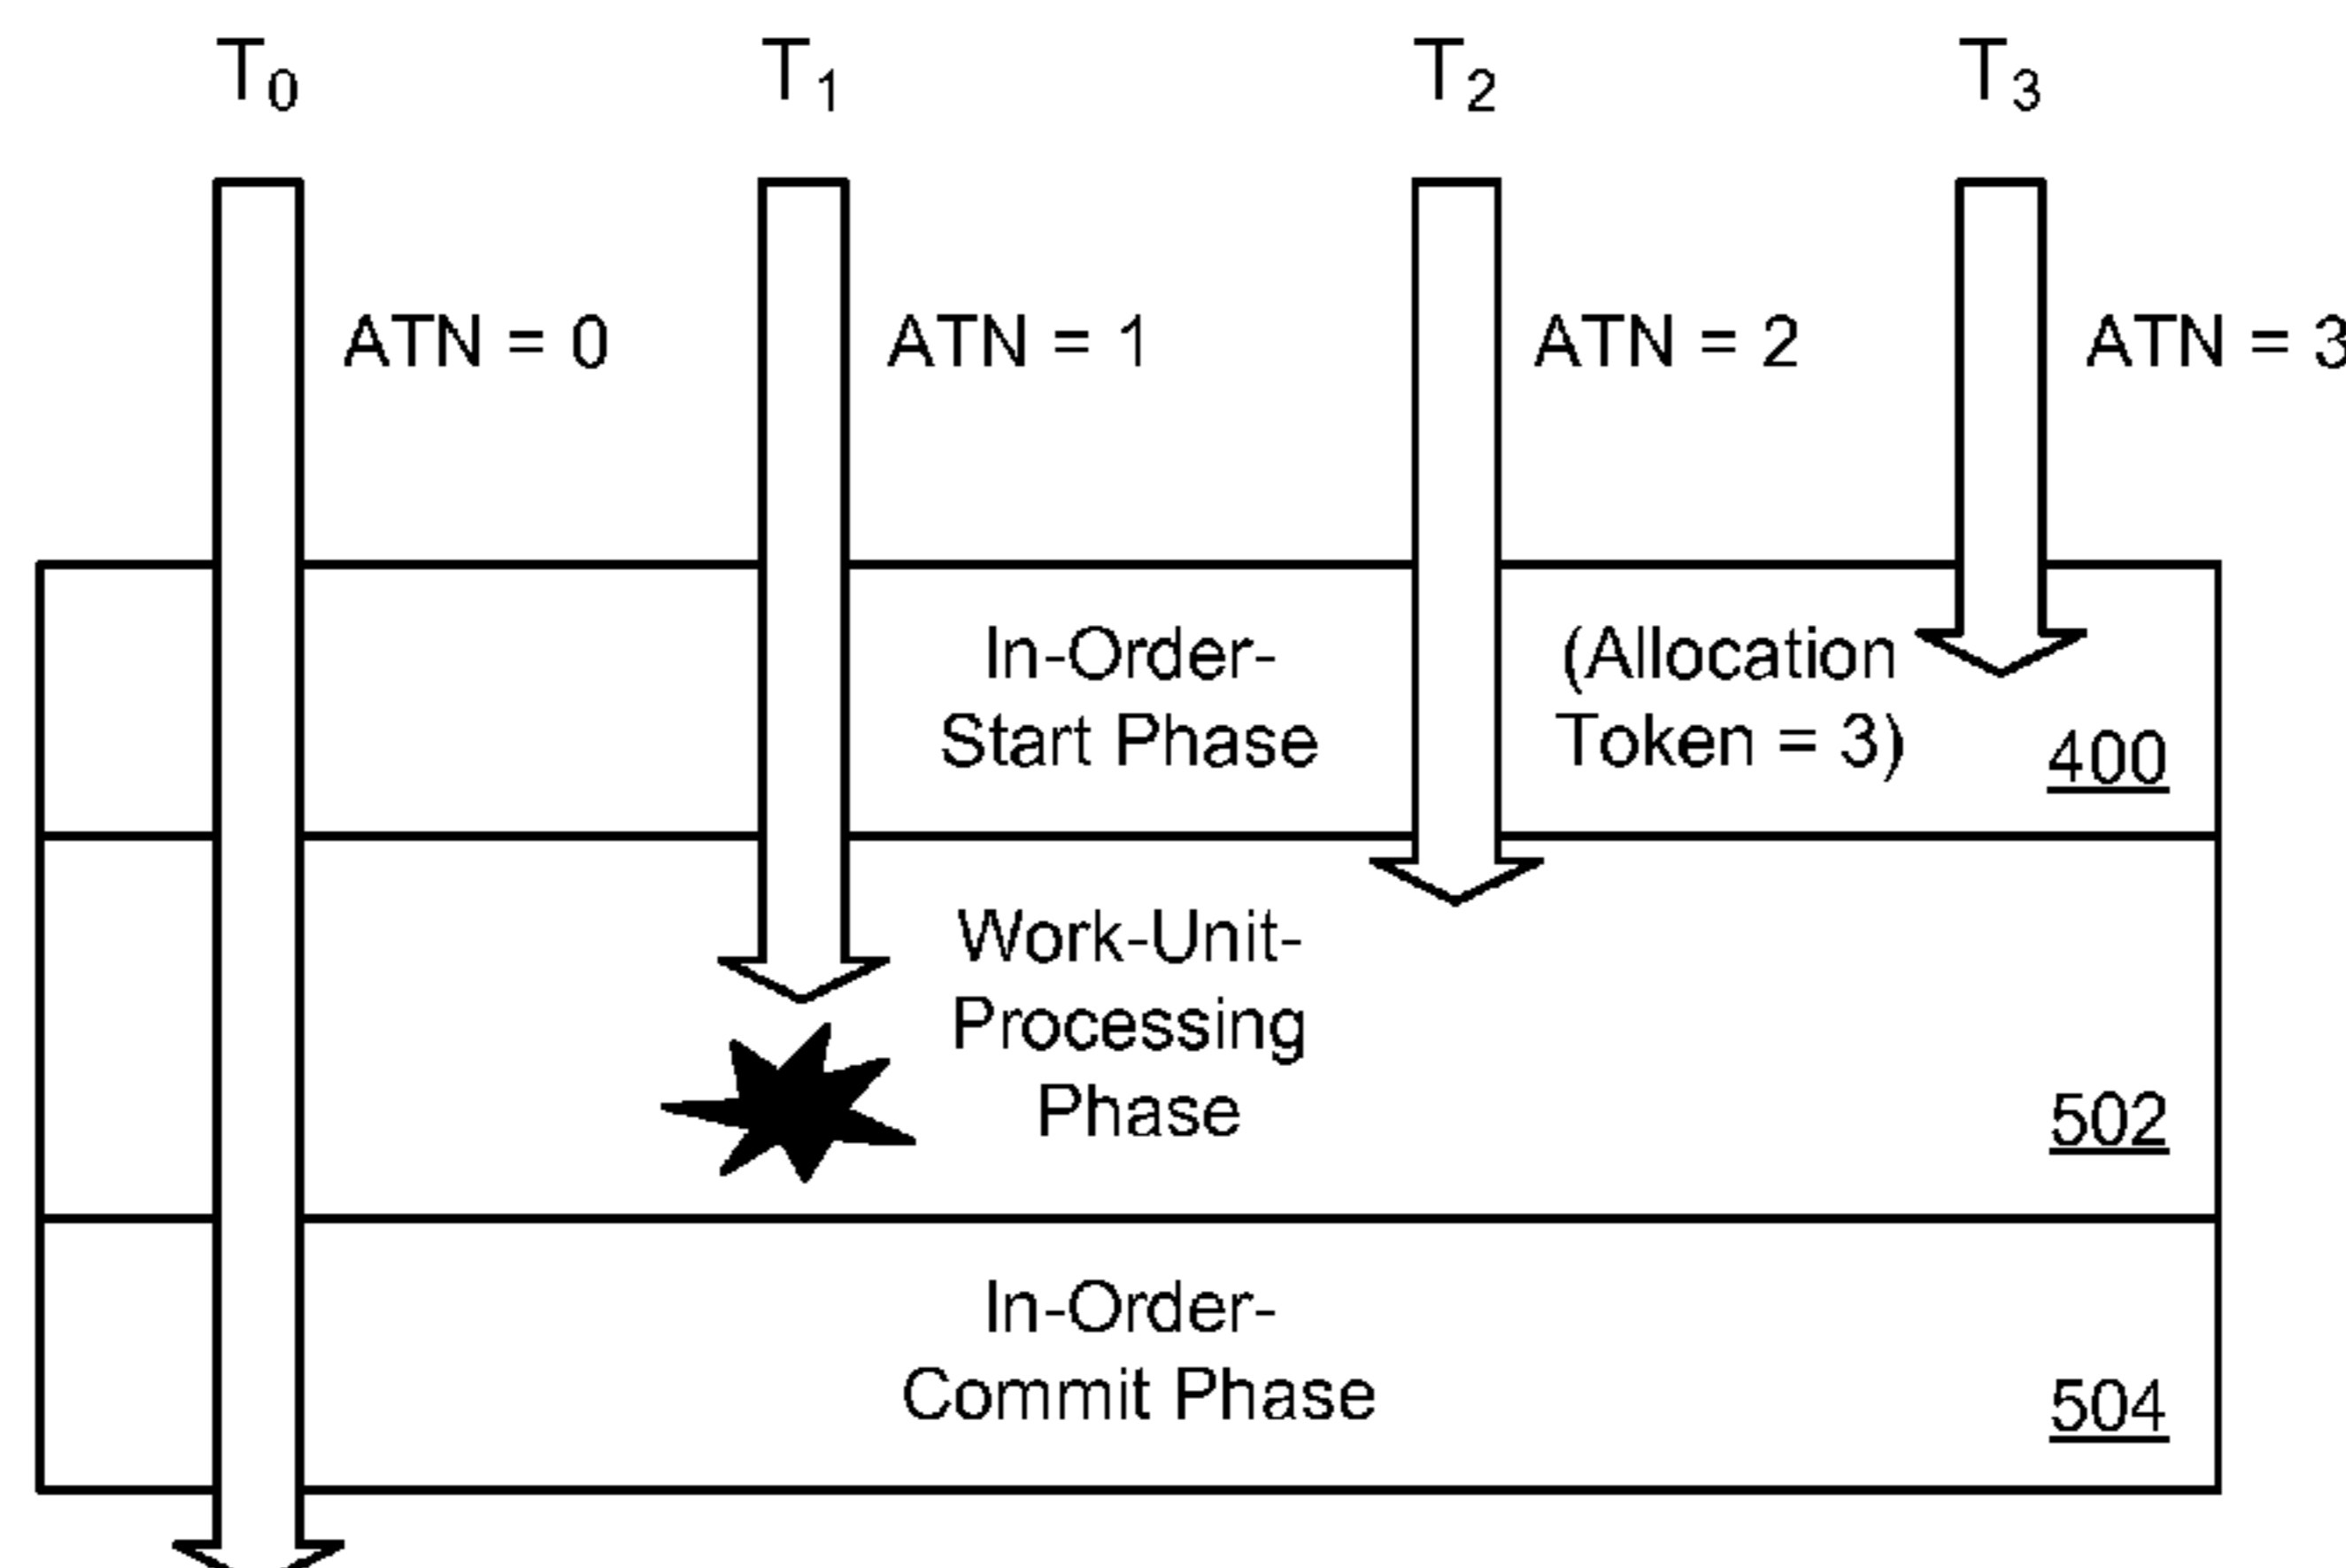 T0 T1 T2 T3
ATN = 0 ATN = 1 ATN = 2 ATN = 3
In-Order- (Allocation
Start Phase Token = 3) 400
Work-Unit-
Processing
Phase 502
In-Order-
Commit Phase 504